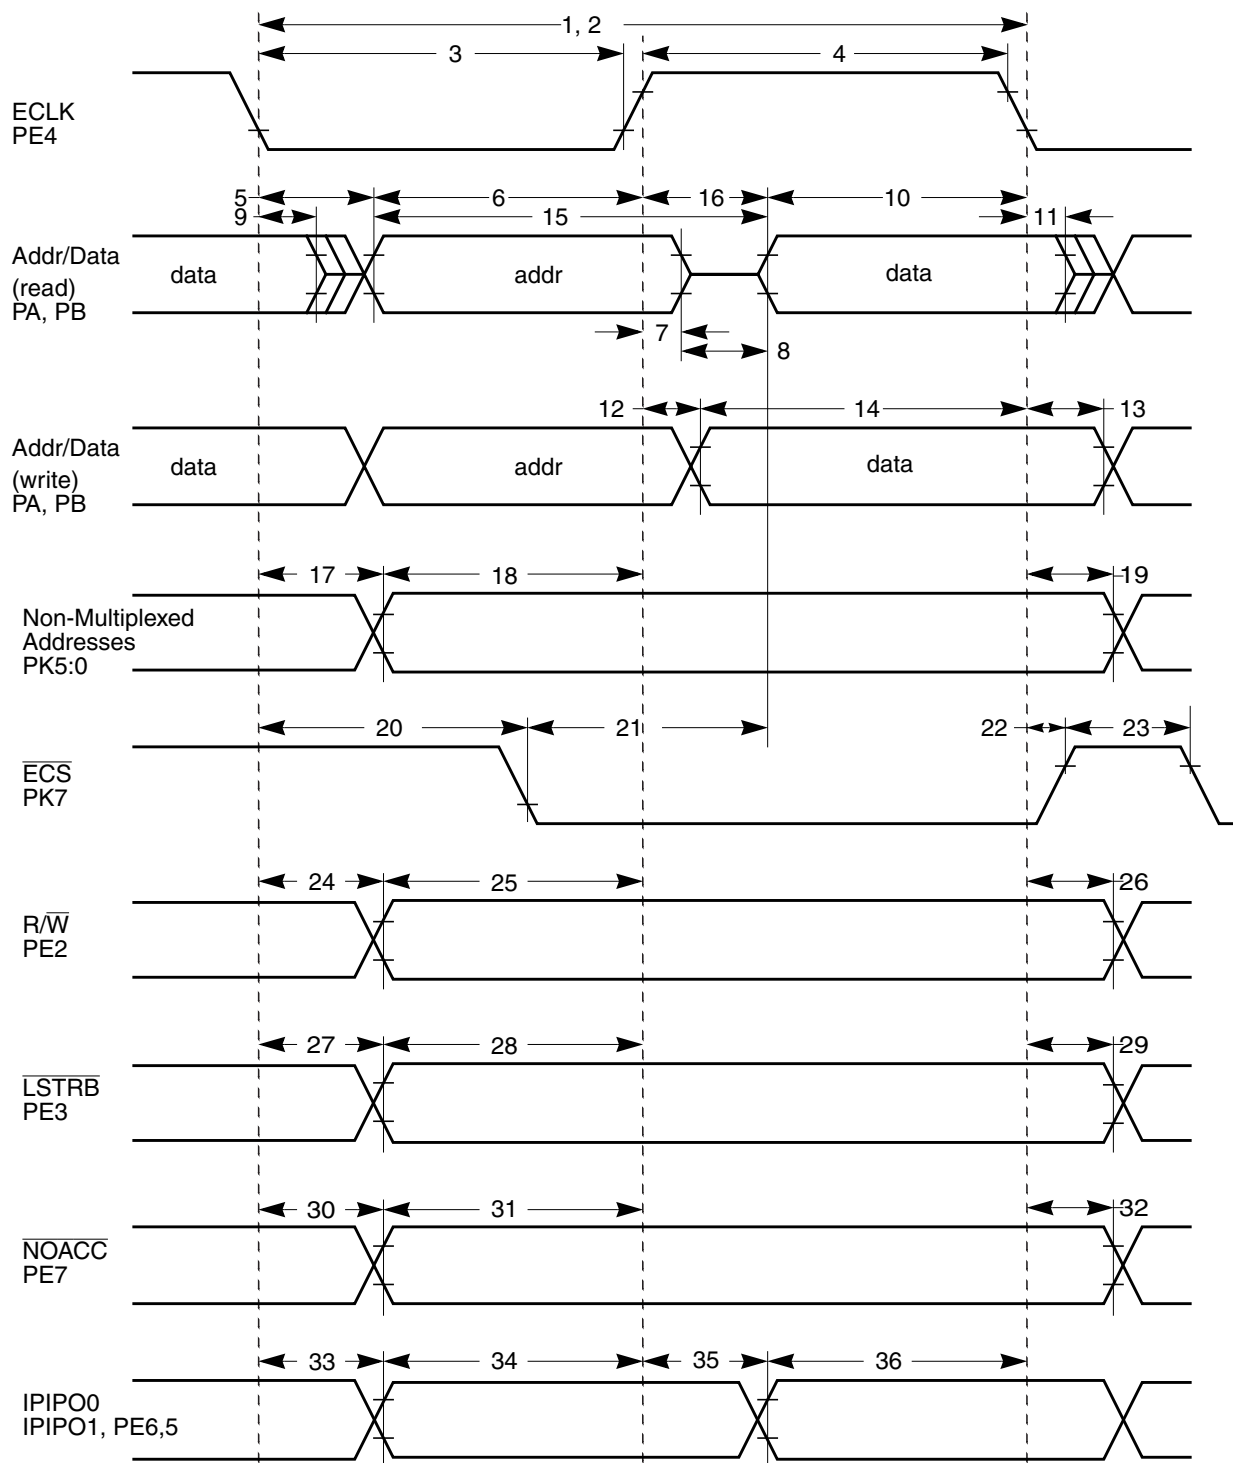 1, 2
3
4
ECLK
PE4
5
6
16
10
9
15
11
Addr/Data
(read)
PA, PB
data
addr
data
7
8
12
14
13
Addr/Data
(write)
PA, PB
data
addr
data
17
18
19
Non-Multiplexed
Addresses
PK5:0
20
21
22
23
ECS
PK7
24
25
26
R/W
PE2
27
28
29
LSTRB
PE3
30
31
32
NOACC
PE7
33
34
35
36
IPIPO0
IPIPO1, PE6,5